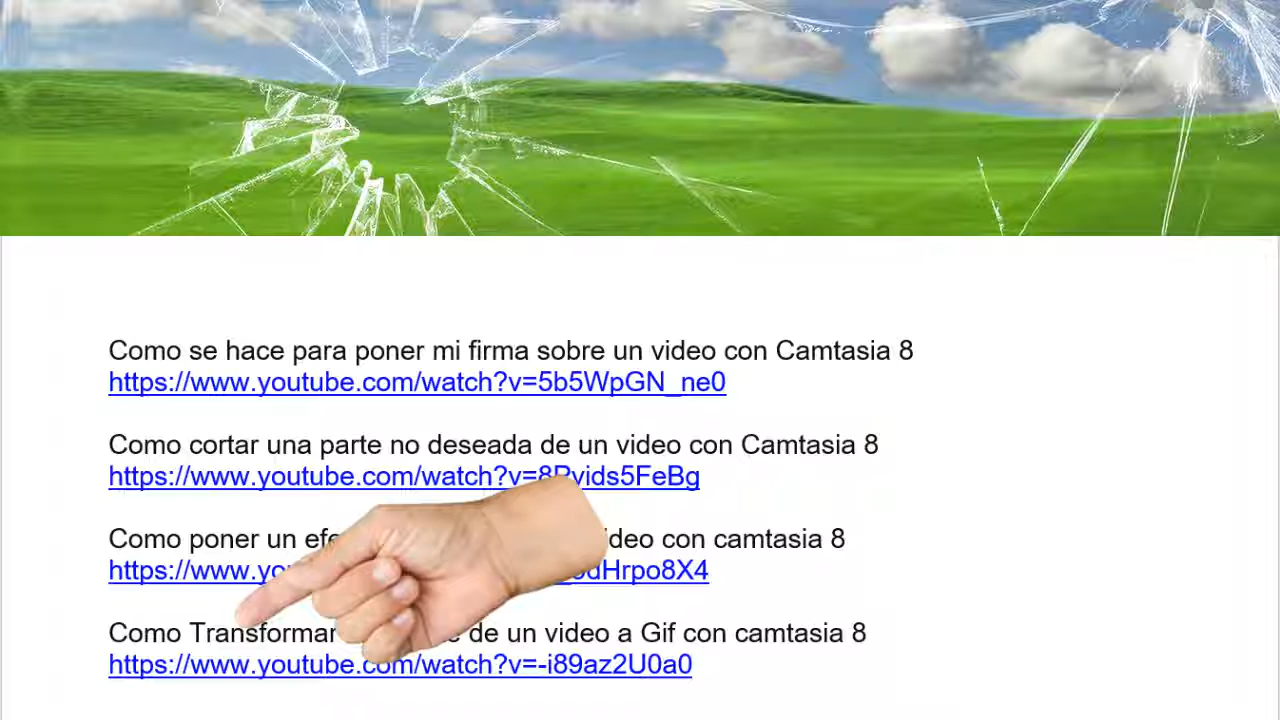 Como se hace para poner mi firma sobre un video con Camtasia 8
https://www.youtube.com/watch?v=5b5WpGN_ne0
Como cortar una parte no deseada de un video con Camtasia 8
https://www.youtube.com/watch?v=8Rvids5FeBg
Como poner un con camtasia 8
https://www.
Como Transformar de un video a Gif con camtasia 8
https://www.youtube.com/watch?v=-i89az2U0a0